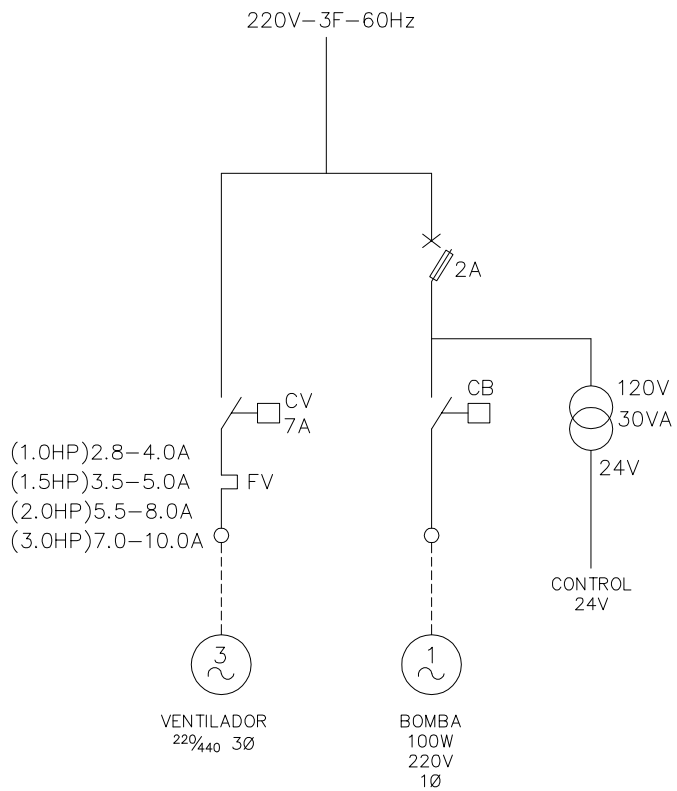 220V-3F-60Hz
2A
CV
7A
CB
120V
30VA
24V
(1.0HP)2.8-4.0A
(1.5HP)3.5-5.0A
(2.0HP)5.5-8.0A
(3.0HP)7.0-10.0A
FV
CONTROL
24V
3
1
VENTILADOR
220/440 3Ø
BOMBA
100W
220V
1Ø